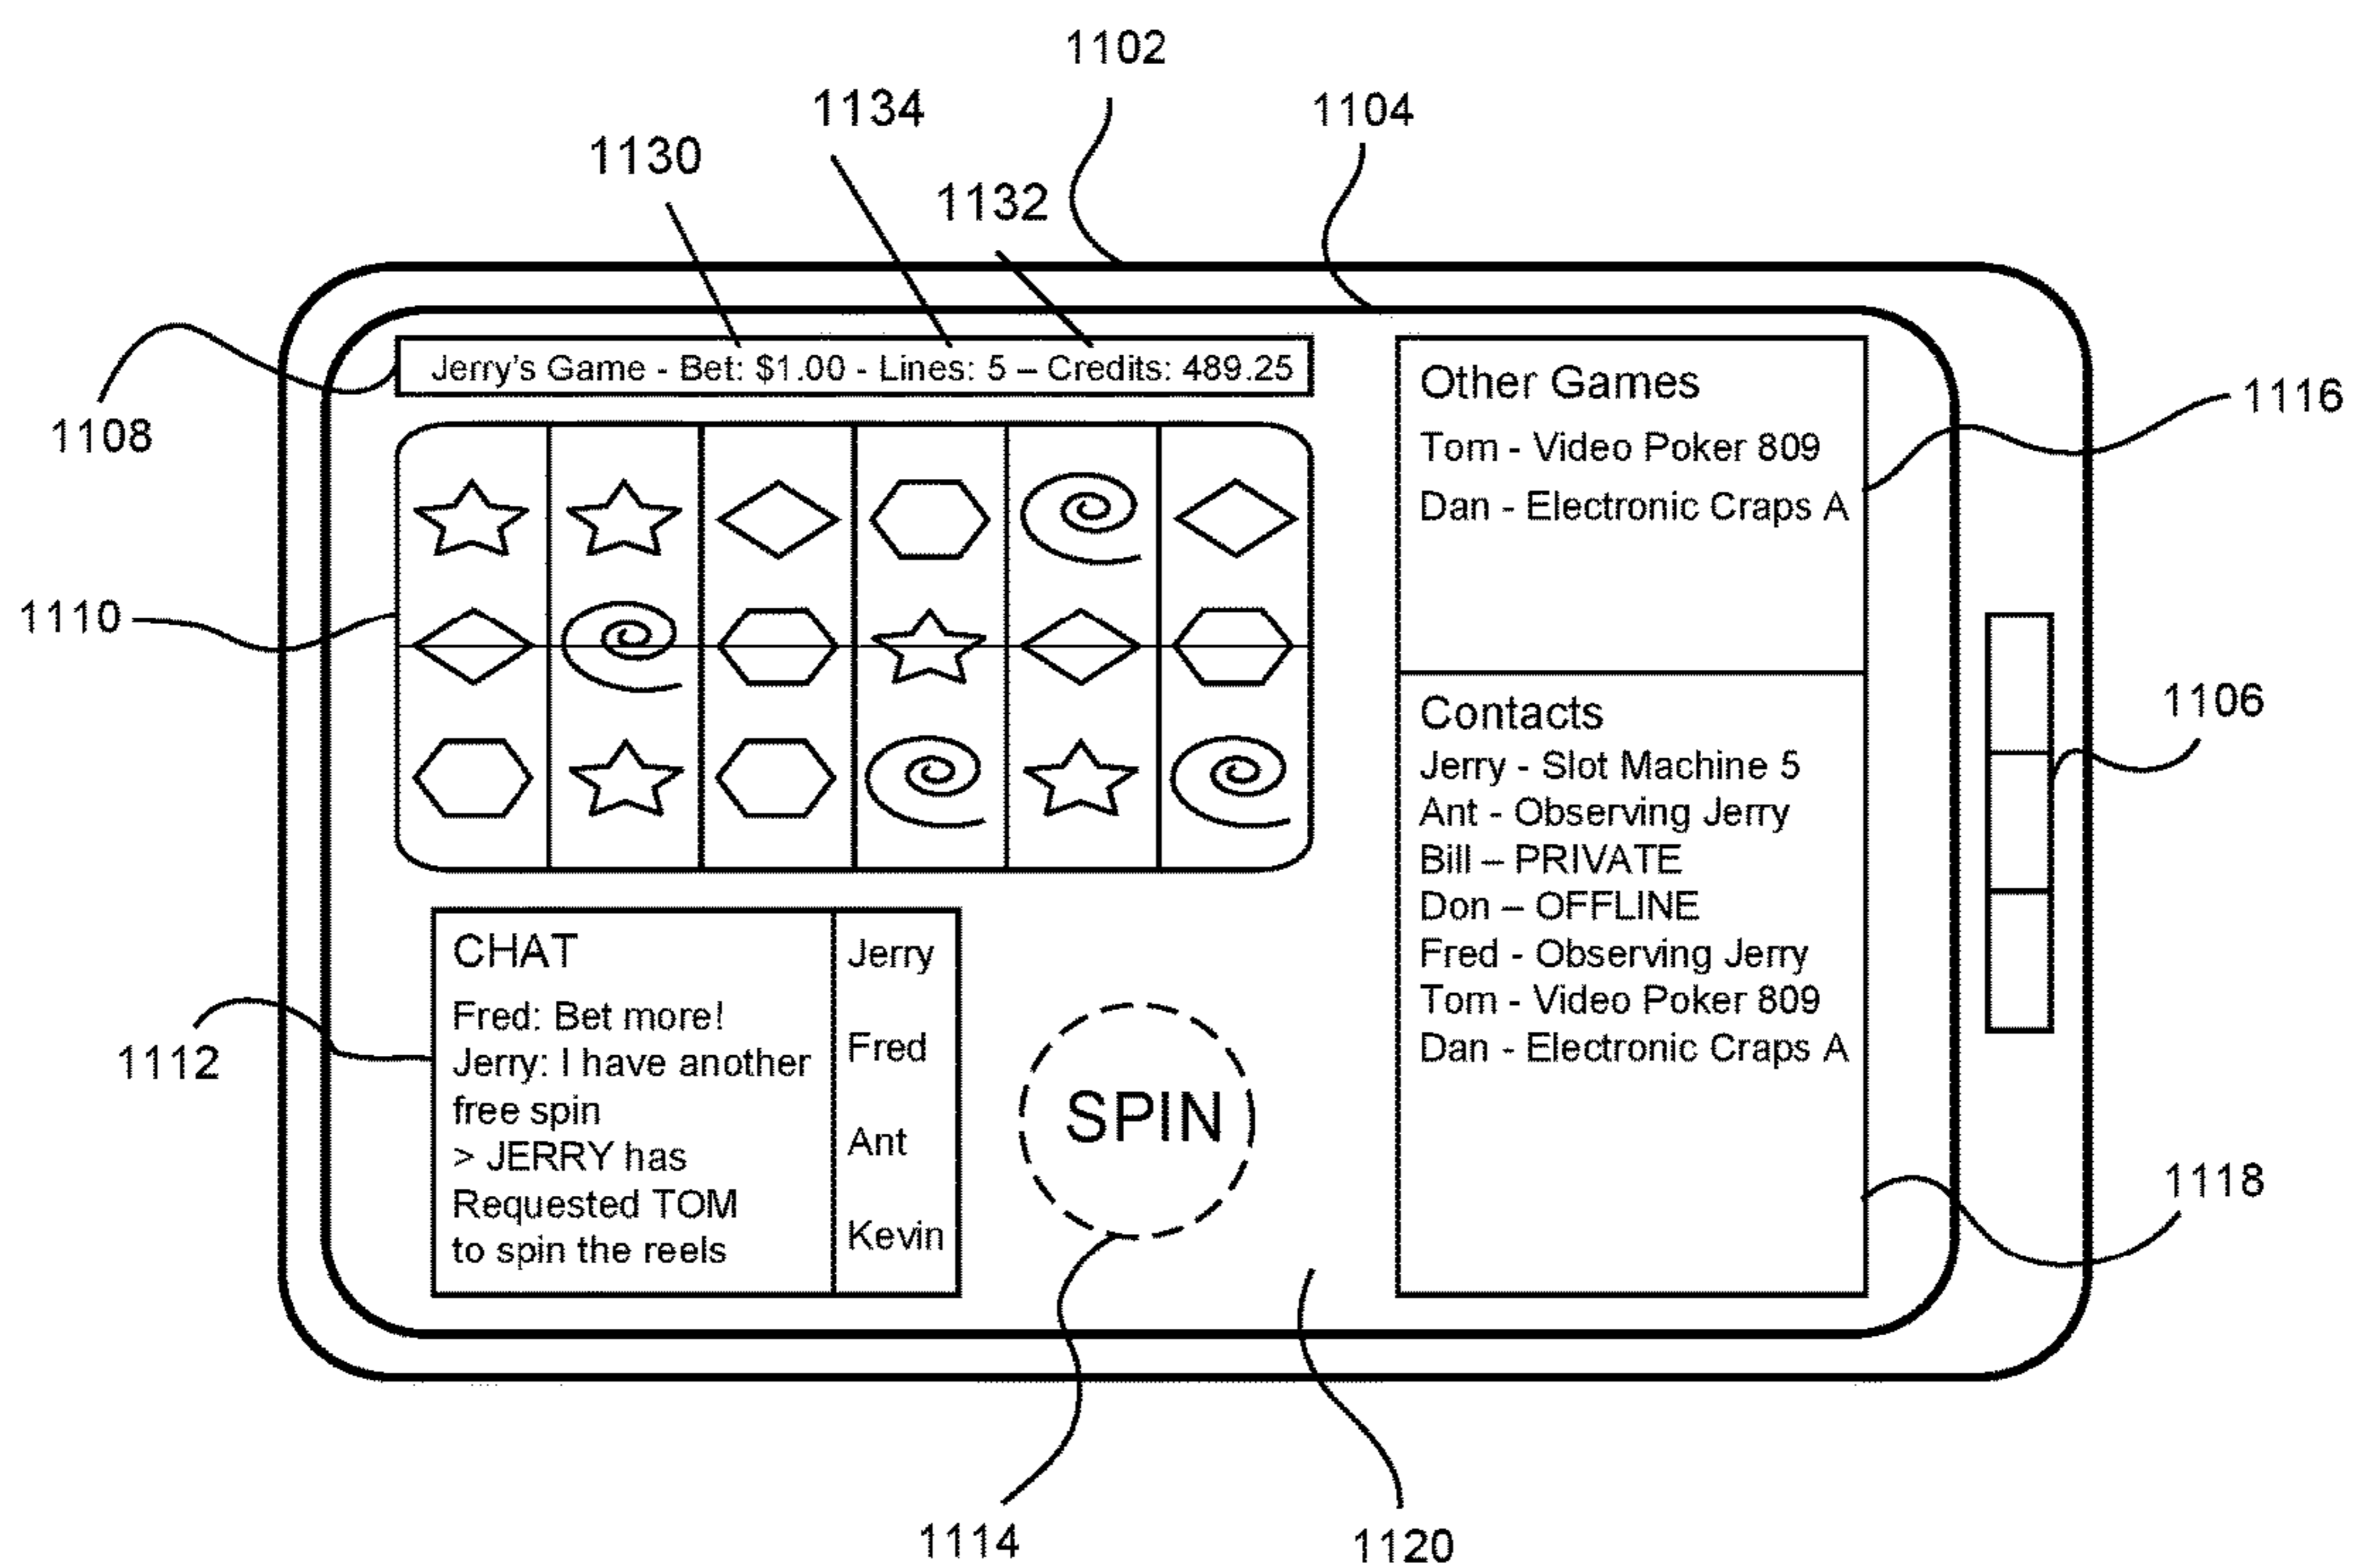 1102
1134
1104
1130
1132
Jerry's Game - Bet: $1.00 - Lines: 5 – Credits: 489.25
1108
Other Games
Tom - Video Poker 809
Dan - Electronic Craps A
1116
1110
Contacts
Jerry - Slot Machine 5
Ant - Observing Jerry
Bill – PRIVATE
Don – OFFLINE
Fred - Observing Jerry
Tom - Video Poker 809
Dan - Electronic Craps A
1106
CHAT
Fred: Bet more!
Jerry: I have another
free spin
> JERRY has
Requested TOM
to spin the reels
Jerry
Fred
Ant
Kevin
1112
SPIN
1118
1114
1120